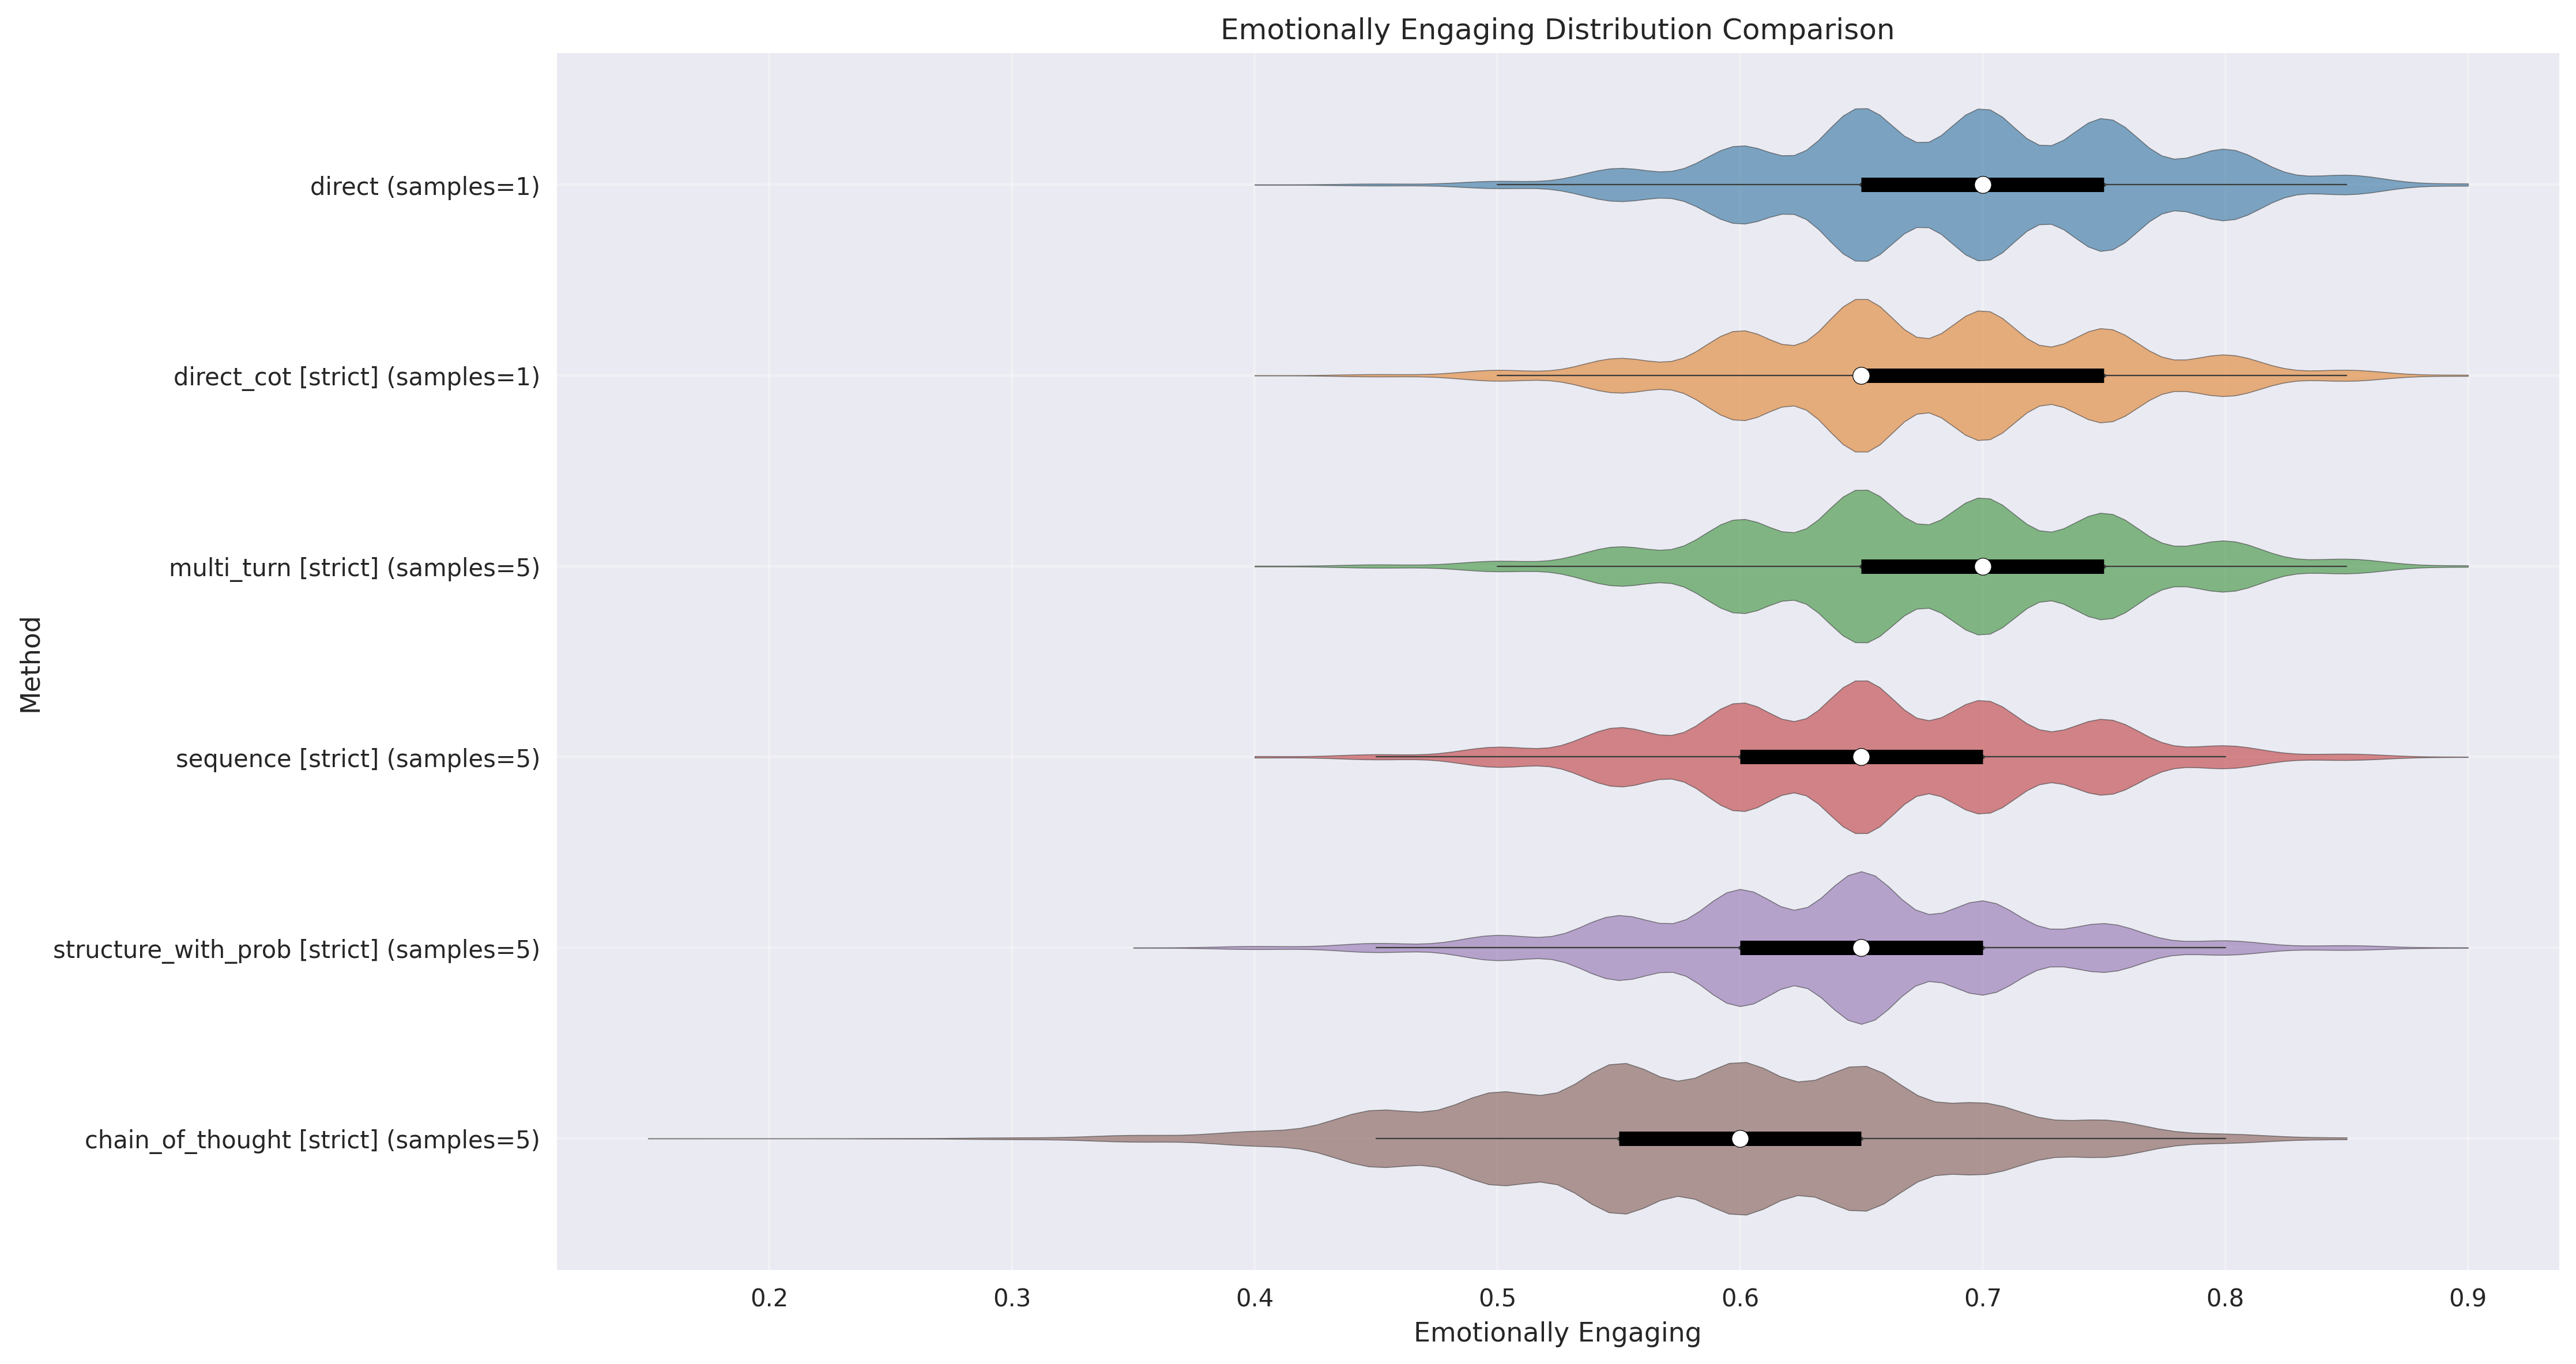 Emotionally Engaging Distribution Comparison
Method
direct (samples=1)
direct_cot [strict] (samples=1)
multi_turn [strict] (samples=5)
sequence [strict] (samples=5)
structure_with_prob [strict] (samples=5)
chain_of_thought [strict] (samples=5)
0.2 0.3 0.4 0.5 0.6 0.7 0.8 0.9
Emotionally Engaging